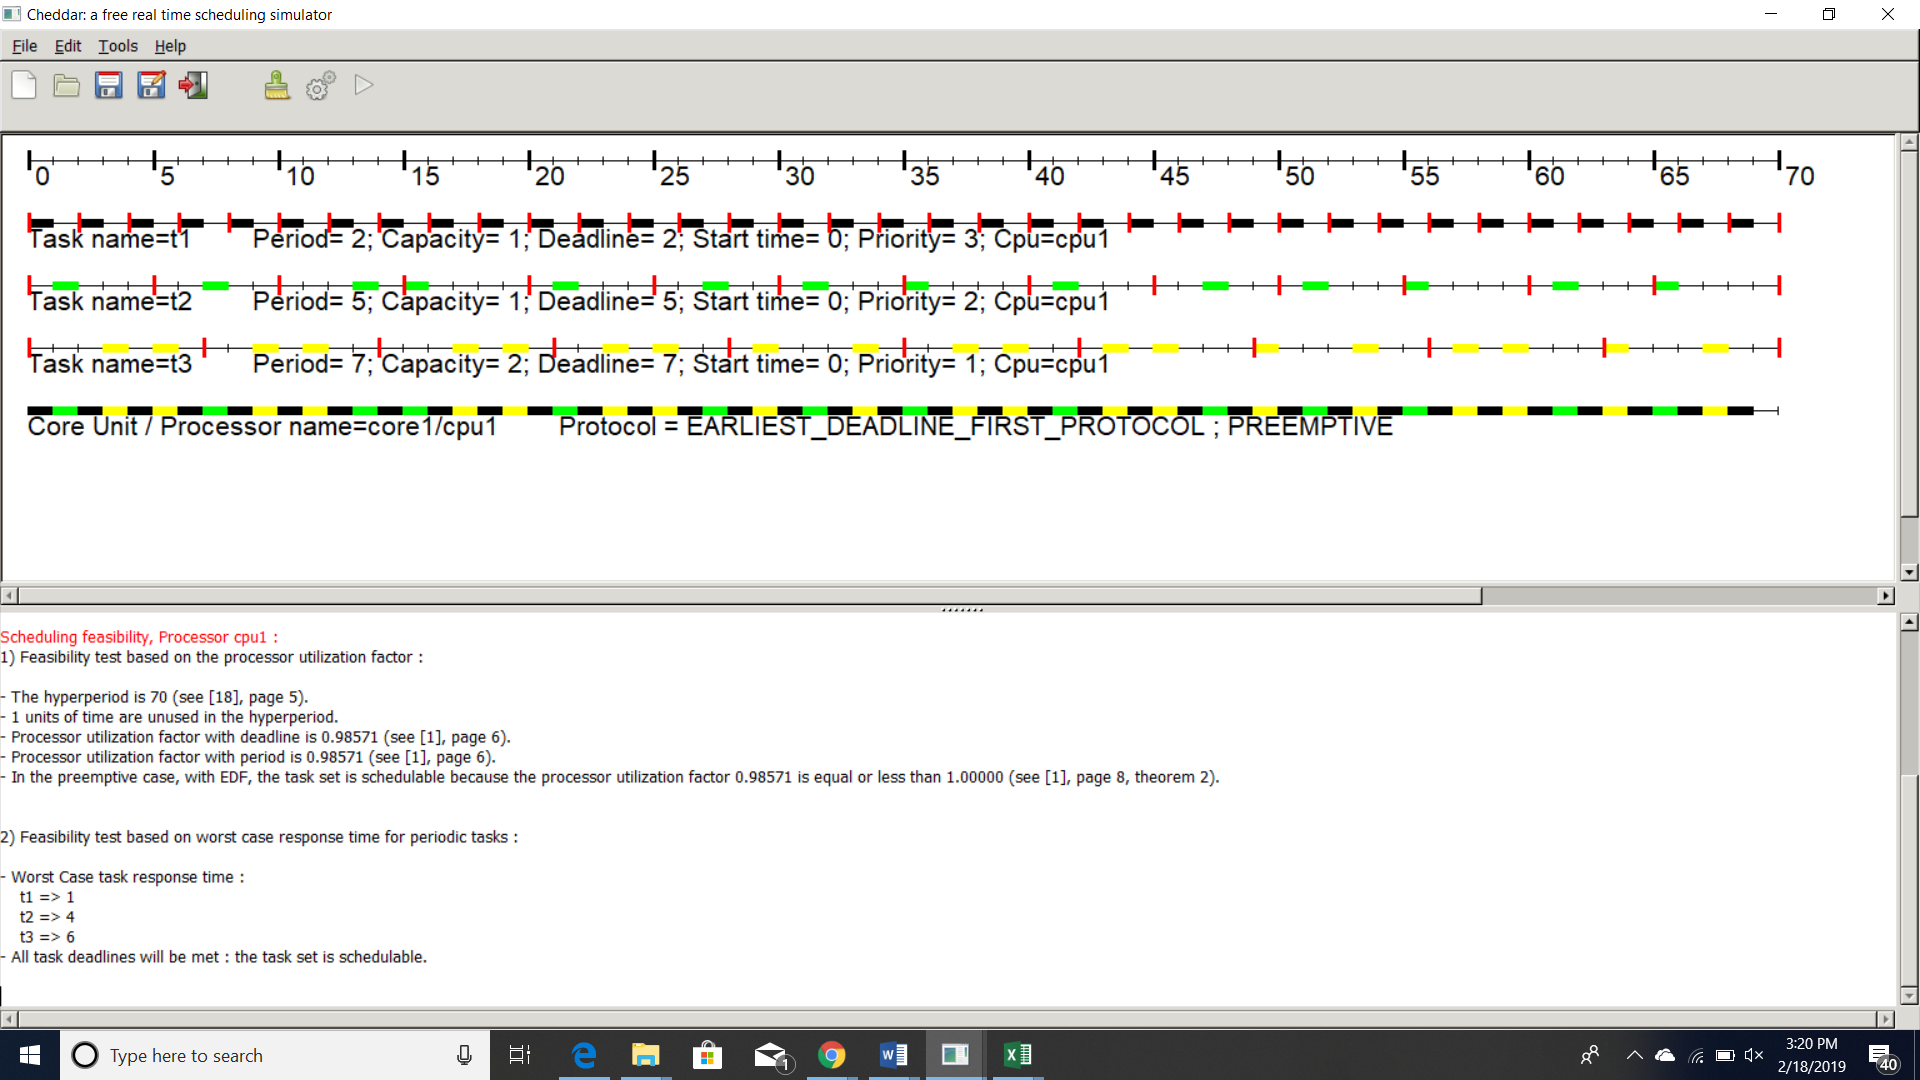 Cheddar: a free real time scheduling simulator
File Edit Tools Help
0 5 10 15 20 25 30 35 40 45 50 55 60 65 70
Task name=t1 Period= 2; Capacity= 1; Deadline= 2; Start time= 0; Priority= 3; Cpu=cpu1
Task name=t2 Period= 5; Capacity= 1; Deadline= 5; Start time= 0; Priority= 2; Cpu=cpu1
Task name=t3 Period= 7; Capacity= 2; Deadline= 7; Start time= 0; Priority= 1; Cpu=cpu1
Core Unit / Processor name=core1/cpu1 Protocol = EARLIEST_DEADLINE_FIRST_PROTOCOL ; PREEMPTIVE
Scheduling feasibility, Processor cpu1 :
1) Feasibility test based on the processor utilization factor :
- The hyperperiod is 70 (see [18], page 5).
- 1 units of time are unused in the hyperperiod.
- Processor utilization factor with deadline is 0.98571 (see [1], page 6).
- Processor utilization factor with period is 0.98571 (see [1], page 6).
- In the preemptive case, with EDF, the task set is schedulable because the processor utilization factor 0.98571 is equal or less than 1.00000 (see [1], page 8, theorem 2).
2) Feasibility test based on worst case response time for periodic tasks :
- Worst Case task response time :
t1 => 1
t2 => 4
t3 => 6
- All task deadlines will be met : the task set is schedulable.
Type here to search
1
3:20 PM
2/18/2019
40